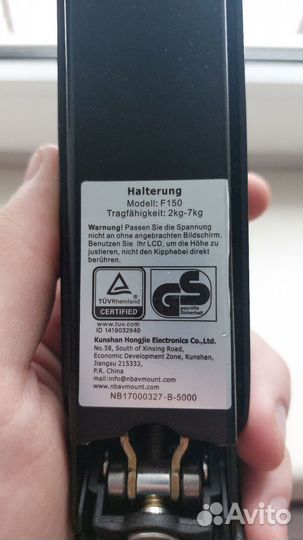 Halterung
Modell: F150
Tragfähigkeit: 2kg-7kg
Warnung! Passen Sie die Spannung
nicht an ohne angebrachten Bildschirm.
Benutzen Sie Ihr LCD, um die Höhe zu
justieren, nicht den Kipphebel direkt
berühren.
TÜVRheinland
CERTIFIED
GS
geprüfte Sicherheit
www.tuv.com
ID 1419032840
Kunshan Hongjie Electronics Co.,Ltd.
No.58, South of Xinxing Road,
Economic Development Zone, Kunshan,
Jiangsu 215333,
P.R. China
mail@nbavmount.com
http://www.nbmount.com
NB17000327-B-5000
Avito